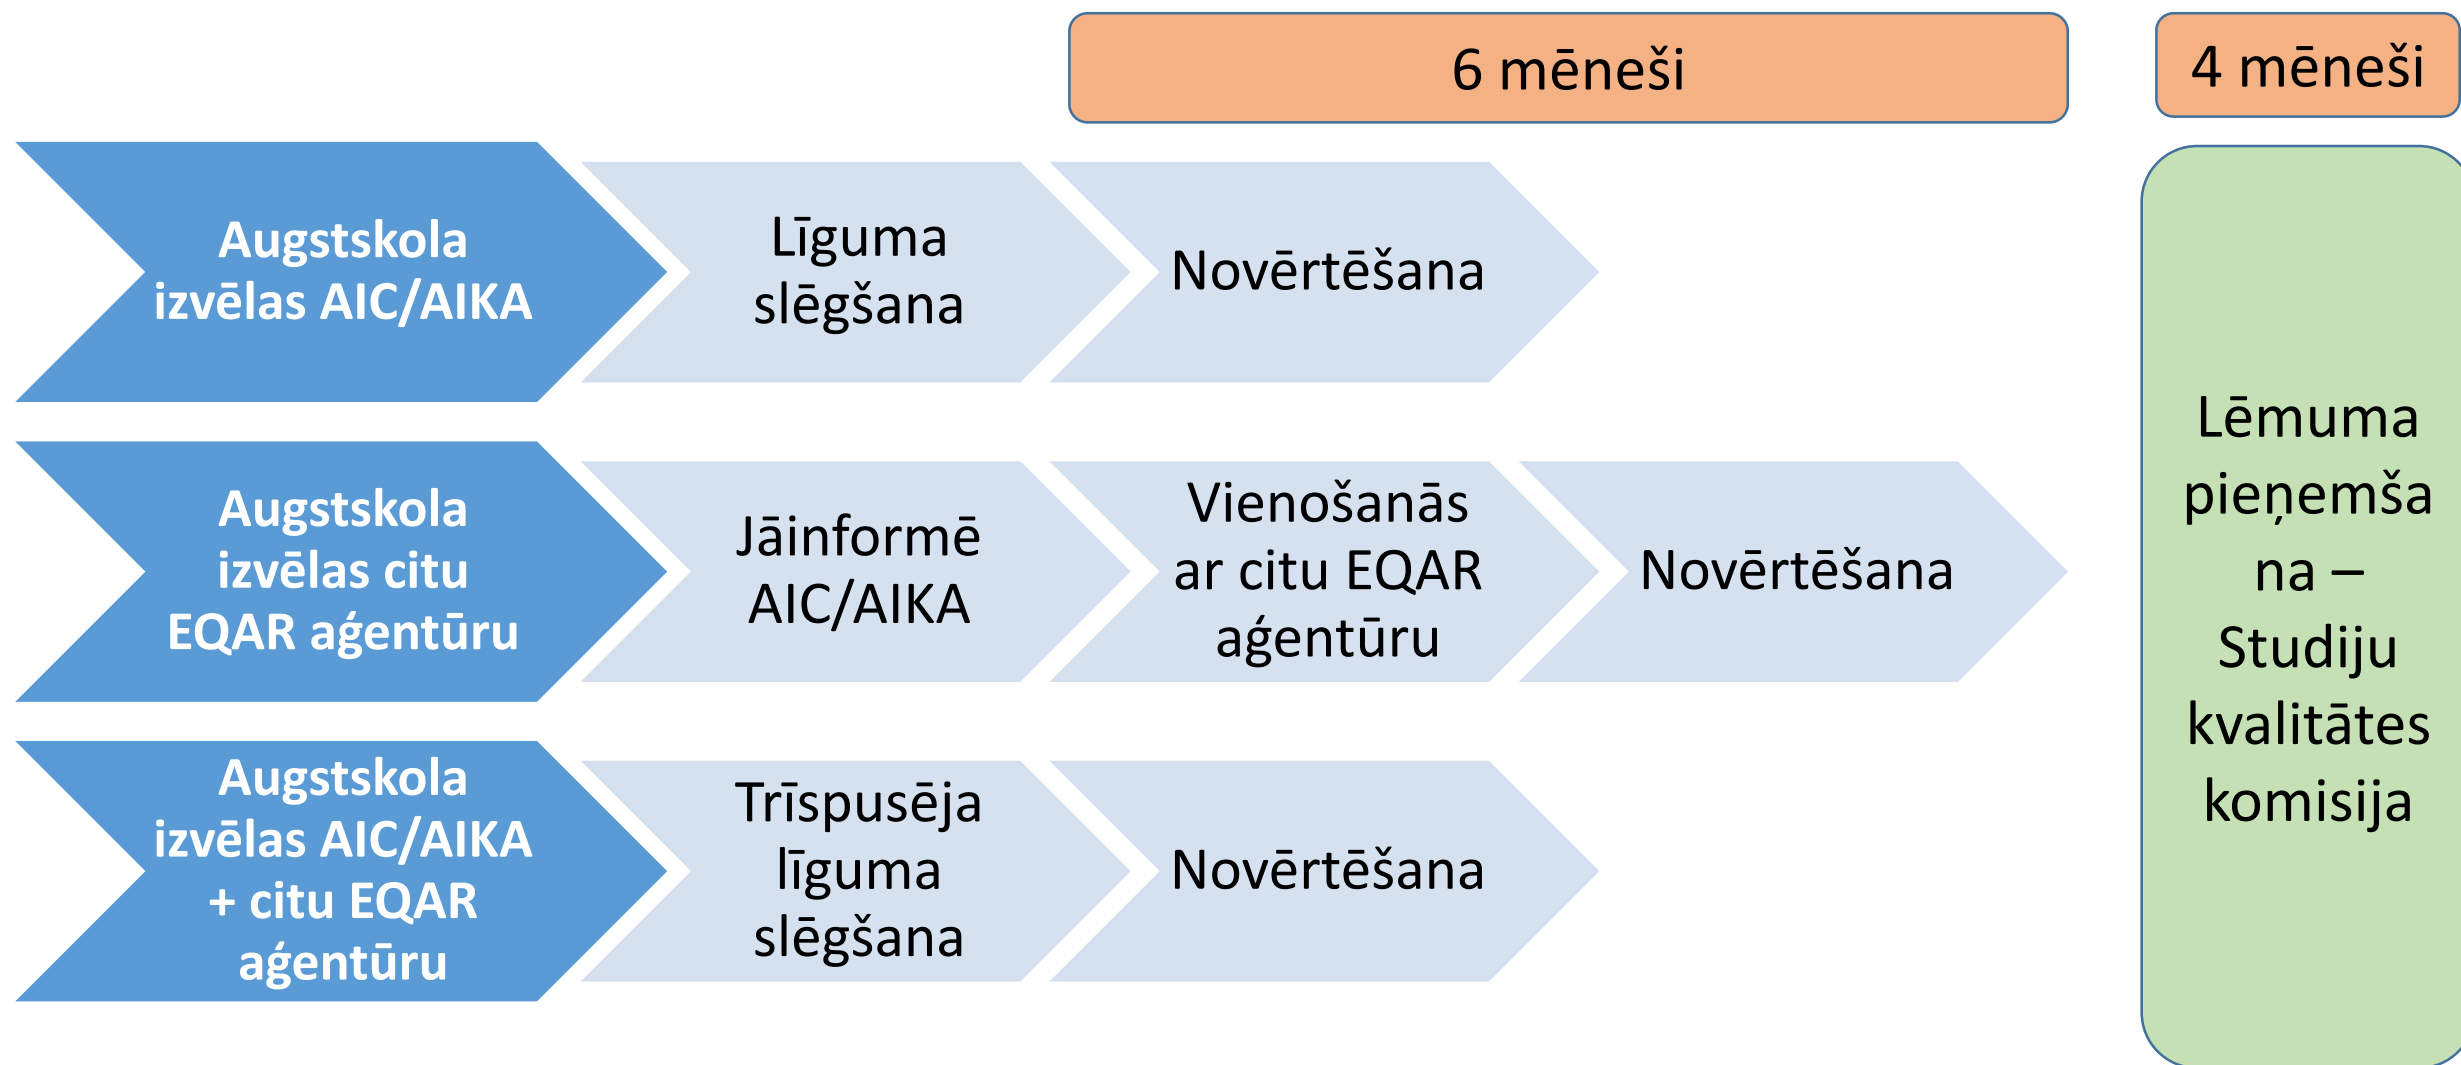 6 mēneši
4 mēneši
Augstskola
izvēlas AIC/AIKA
Līguma
slēgšana
Novērtēšana
Augstskola
izvēlas citu
EQAR aģentūru
Jāinformē
AIC/AIKA
Vienošanās
ar citu EQAR
aģentūru
Novērtēšana
Augstskola
izvēlas AIC/AIKA
+ citu EQAR
aģentūru
Trīspusēja
līguma
slēgšana
Novērtēšana
Lēmuma
pieņemša
na –
Studiju
kvalitātes
komisija